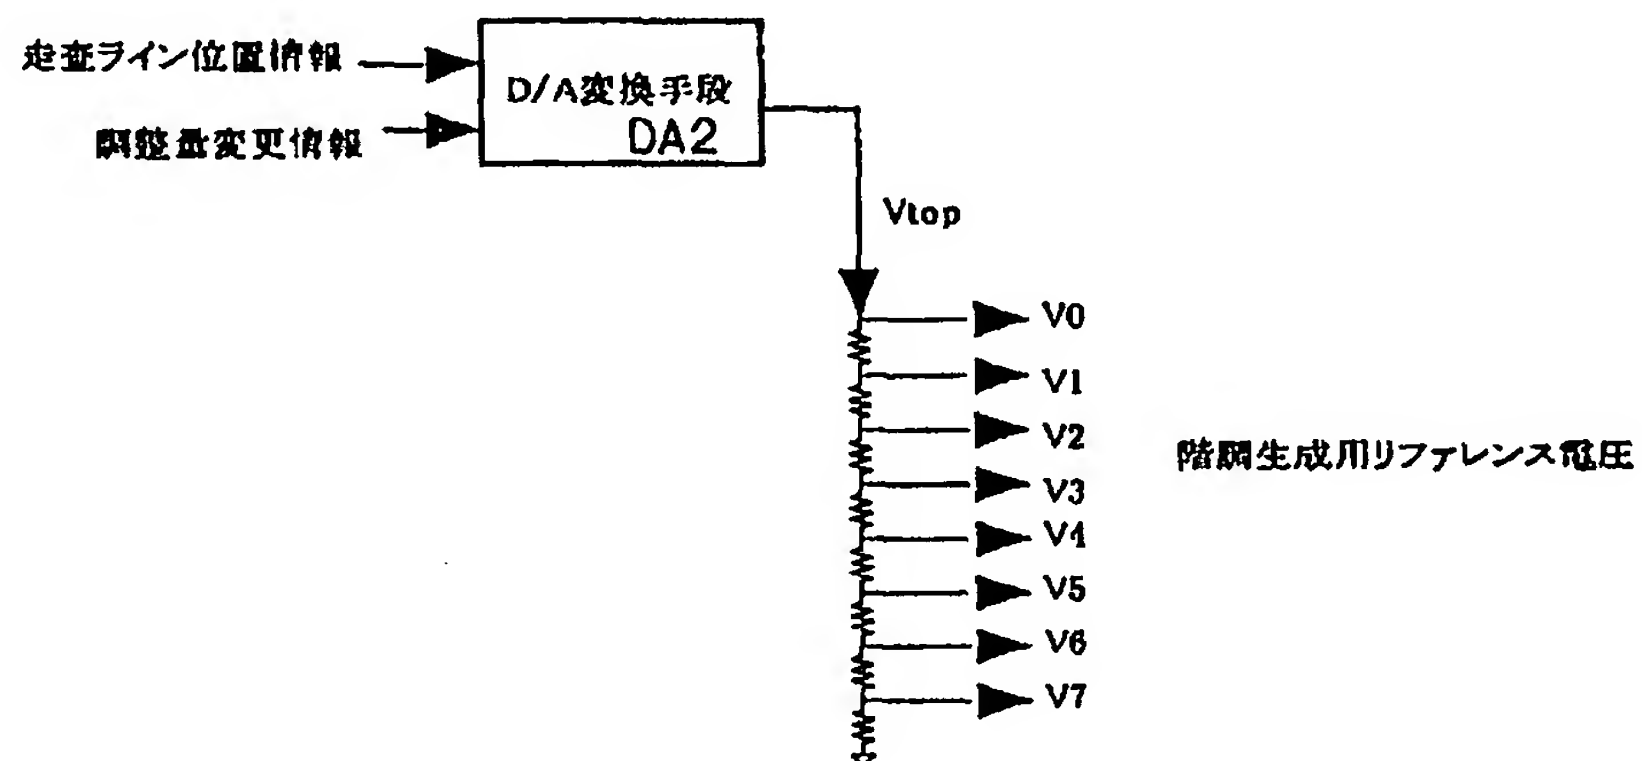 走査ライン位置情報
調整量変更情報
D/A変換手段
DA2
Vtop
V0
V1
V2
階調生成用リファレンス電圧
V3
V4
V5
V6
V7